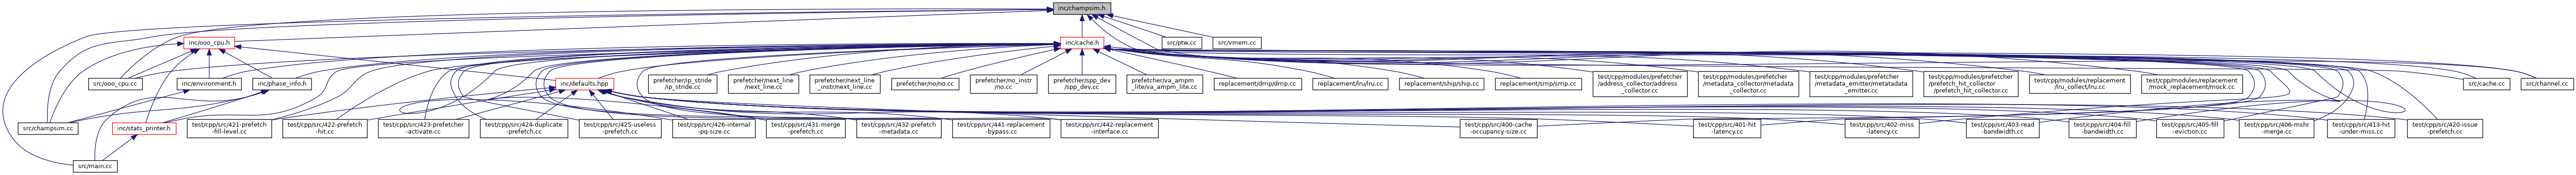 inc/champsim.h
inc/ooo_cpu.h
inc/cache.h
src/ptw.cc
src/vmem.cc
src/ooo_cpu.cc
inc/environment.h
inc/phase_info.h
inc/defaults.hpp
prefetcher/ip_stride
/ip_stride.cc
prefetcher/next_line
/next_line.cc
prefetcher/next_line
_instr/next_line.cc
prefetcher/no/no.cc
prefetcher/no_instr
/no.cc
prefetcher/spp_dev
/spp_dev.cc
prefetcher/va_ampm
_lite/va_ampm_lite.cc
replacement/drrip/drrip.cc
replacement/lru/lru.cc
replacement/ship/ship.cc
replacement/srrip/srrip.cc
test/cpp/modules/prefetcher
/address_collector/address
_collector.cc
test/cpp/modules/prefetcher
/metadata_collector/metadata
_collector.cc
test/cpp/modules/prefetcher
/metadata_emitter/metatadata
_emitter.cc
test/cpp/modules/prefetcher
/prefetch_hit_collector
/prefetch_hit_collector.cc
test/cpp/modules/replacement
/lru_collect/lru.cc
test/cpp/modules/replacement
/mock_replacement/mock.cc
src/cache.cc
src/channel.cc
src/champsim.cc
inc/stats_printer.h
test/cpp/src/421-prefetch
-fill-level.cc
test/cpp/src/422-prefetch
-hit.cc
test/cpp/src/423-prefetcher
-activate.cc
test/cpp/src/424-duplicate
-prefetch.cc
test/cpp/src/425-useless
-prefetch.cc
test/cpp/src/426-internal
-pq-size.cc
test/cpp/src/431-merge
-prefetch.cc
test/cpp/src/432-prefetch
-metadata.cc
test/cpp/src/441-replacement
-bypass.cc
test/cpp/src/442-replacement
-interface.cc
test/cpp/src/400-cache
-occupancy-size.cc
test/cpp/src/401-hit
-latency.cc
test/cpp/src/402-miss
-latency.cc
test/cpp/src/403-read
-bandwidth.cc
test/cpp/src/404-fill
-bandwidth.cc
test/cpp/src/405-fill
-eviction.cc
test/cpp/src/406-mshr
-merge.cc
test/cpp/src/413-hit
-under-miss.cc
test/cpp/src/420-issue
-prefetch.cc
src/main.cc